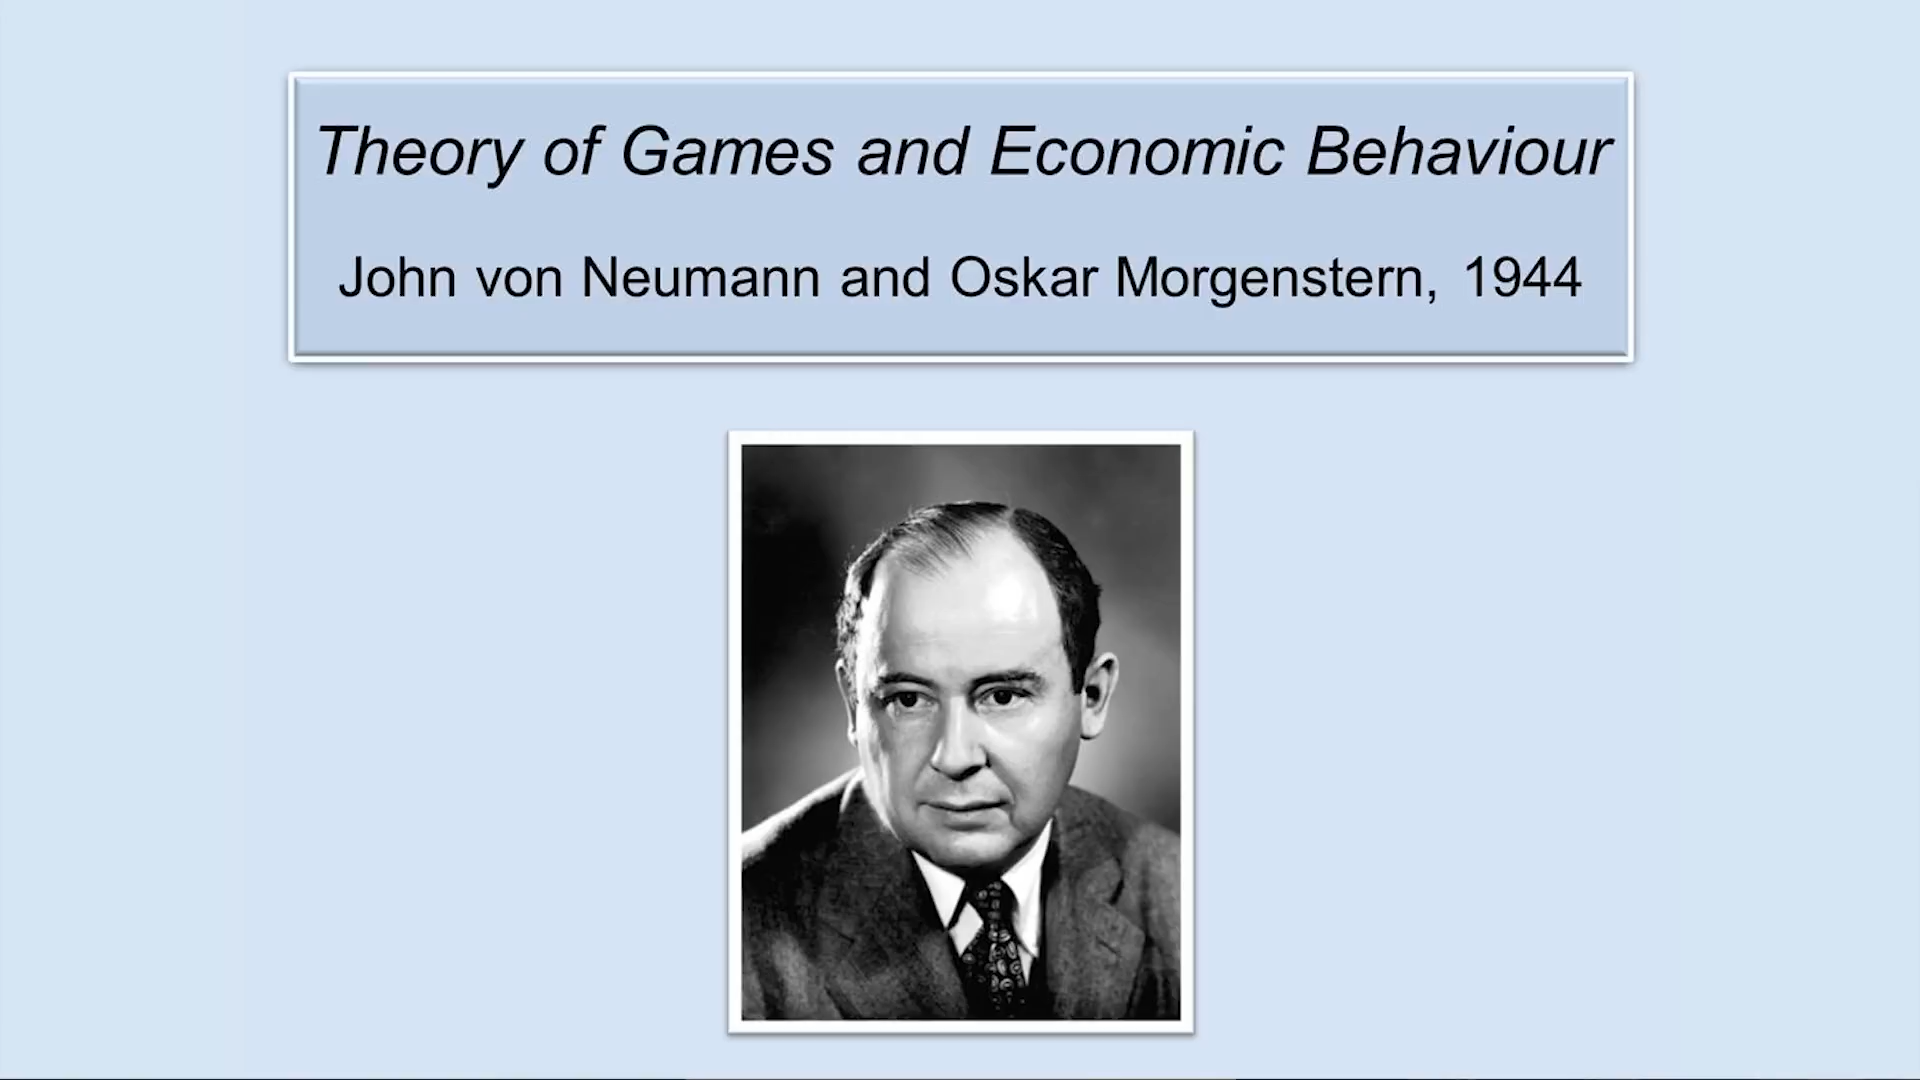 Theory of Games and Economic Behaviour
John von Neumann and Oskar Morgenstern, 1944